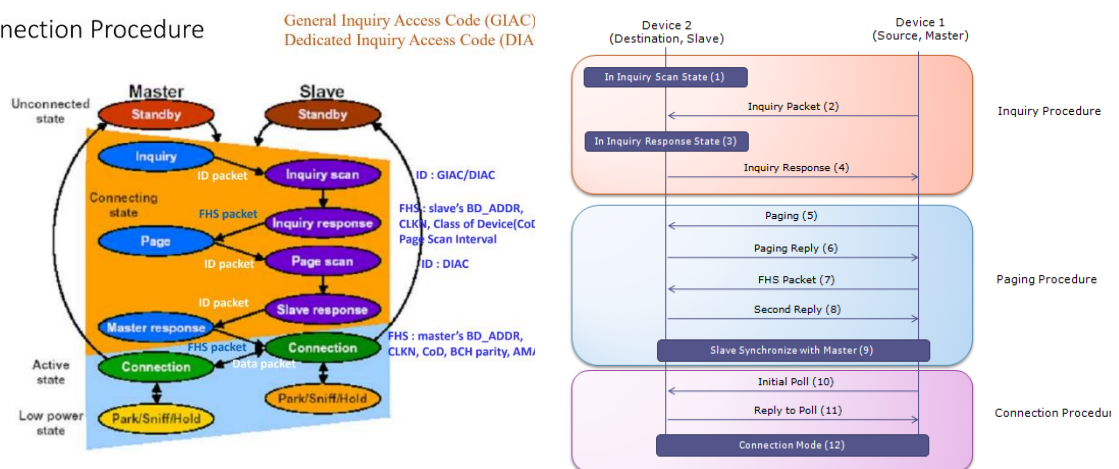 nection Procedure
General Inquiry Access Code (GIAC)
Dedicated Inquiry Access Code (DIA
Unconnected
state
Master
Slave
Standby
Standby
Inquiry
ID packet
Inquiry scan
ID : GIAC/DIAC
Connecting
state
FHS packet
Inquiry response
FHS : slave's BD_ADDR,
CLKN, Class of Device(CoD
Page Scan Interval
Page
ID packet
Page scan
ID : DIAC
ID packet
Slave response
Master response
FHS packet
Connection
FHS : master's BD_ADDR,
CLKN, CoD, BCH parity, AMA
Data packet
Active
state
Connection
Low power
state
Park/Sniff/Hold
Park/Sniff/Hold
Device 2
(Destination, Slave)
Device 1
(Source, Master)
In Inquiry Scan State (1)
Inquiry Packet (2)
Inquiry Procedure
In Inquiry Response State (3)
Inquiry Response (4)
Paging (5)
Paging Reply (6)
FHS Packet (7)
Paging Procedure
Second Reply (8)
Slave Synchronize with Master (9)
Initial Poll (10)
Reply to Poll (11)
Connection Procedur
Connection Mode (12)